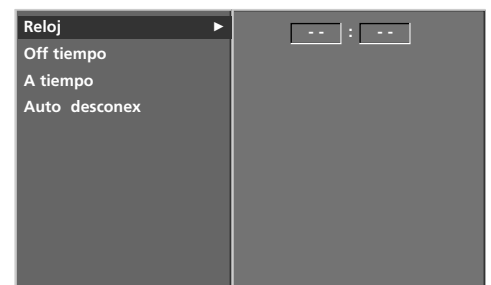 Reloj ► -- : --
Off tiempo
A tiempo
Auto desconex